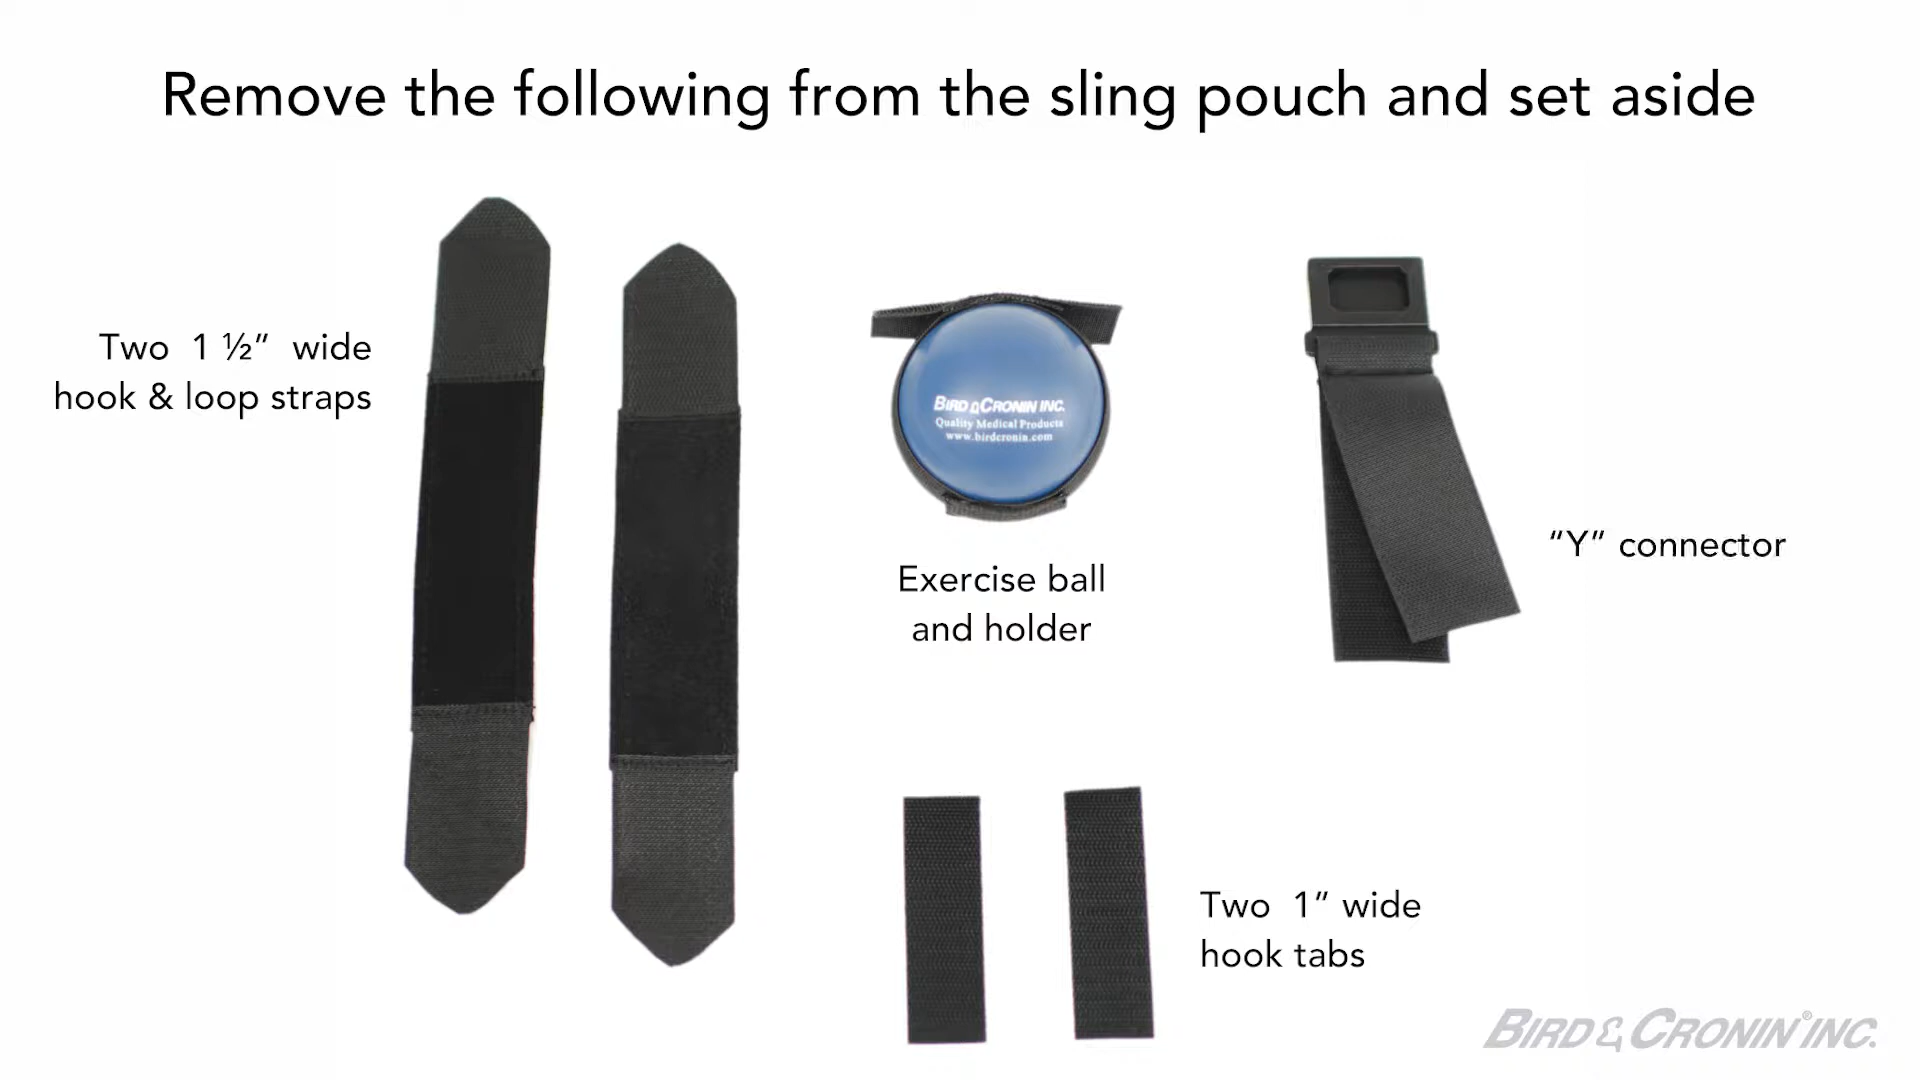 Remove the following from the sling pouch and set aside
Two 1 ½” wide
hook & loop straps
BIRD & CRONIN INC.
Quality Medical Products
www.birdcronin.com
Exercise ball
and holder
“Y” connector
Two 1” wide
hook tabs
BIRD & CRONIN® INC.